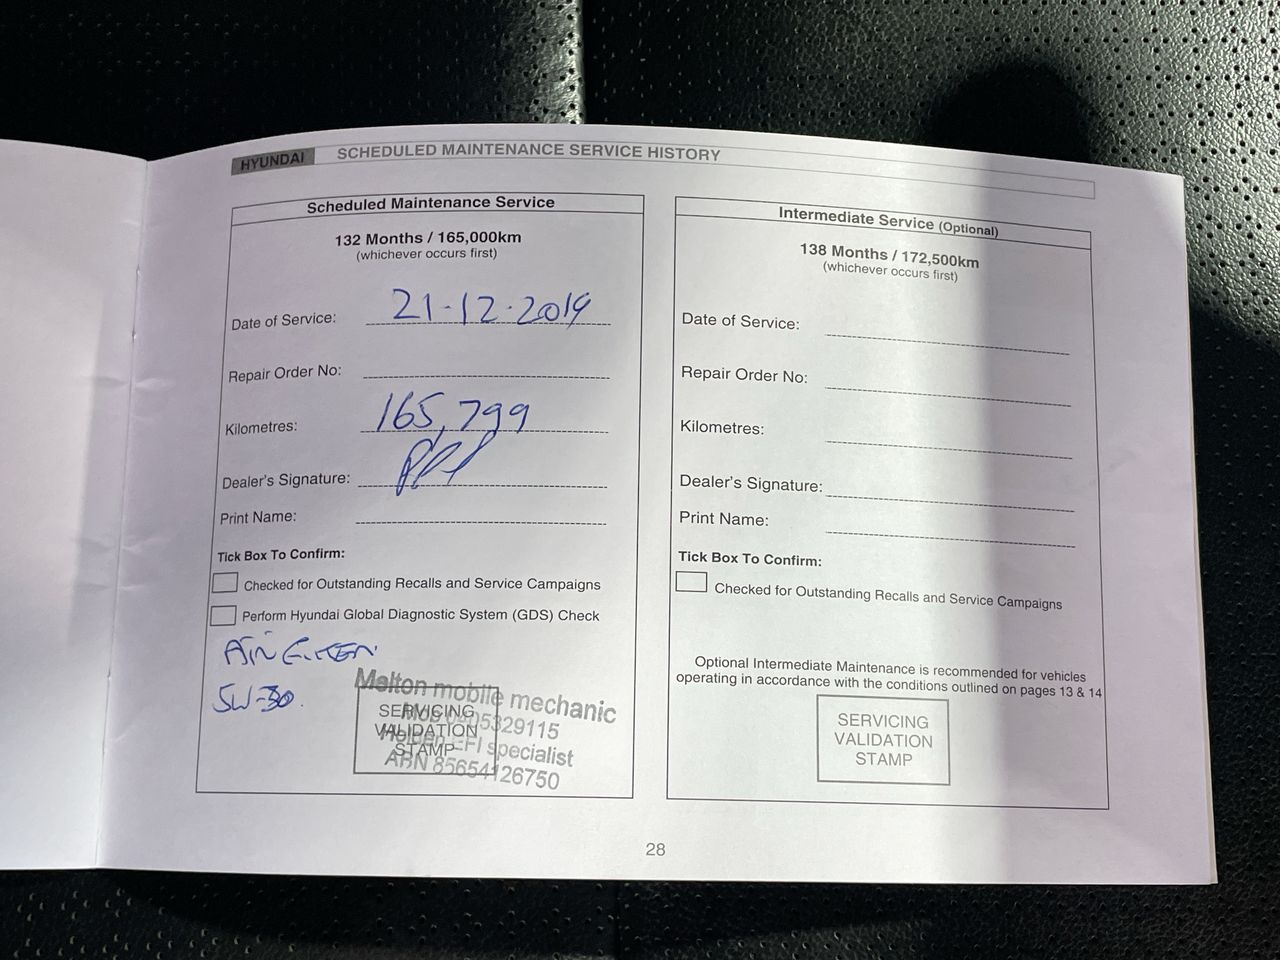 HYUNDAI SCHEDULED MAINTENANCE SERVICE HISTORY
Scheduled Maintenance Service
132 Months / 165,000km
(whichever occurs first)
Date of Service: 21-12-2019
Repair Order No:
Kilometres: 165,799
Dealer's Signature:
Print Name:
Tick Box To Confirm:
Checked for Outstanding Recalls and Service Campaigns
Perform Hyundai Global Diagnostic System (GDS) Check
5W-30
Melton mobile mechanic
SERVICING
VALIDATION
STAMP
EFI specialist
ABN 85654126750
Intermediate Service (Optional)
138 Months / 172,500km
(whichever occurs first)
Date of Service:
Repair Order No:
Kilometres:
Dealer's Signature:
Print Name:
Tick Box To Confirm:
Checked for Outstanding Recalls and Service Campaigns
Optional Intermediate Maintenance is recommended for vehicles
operating in accordance with the conditions outlined on pages 13 & 14
SERVICING
VALIDATION
STAMP
28